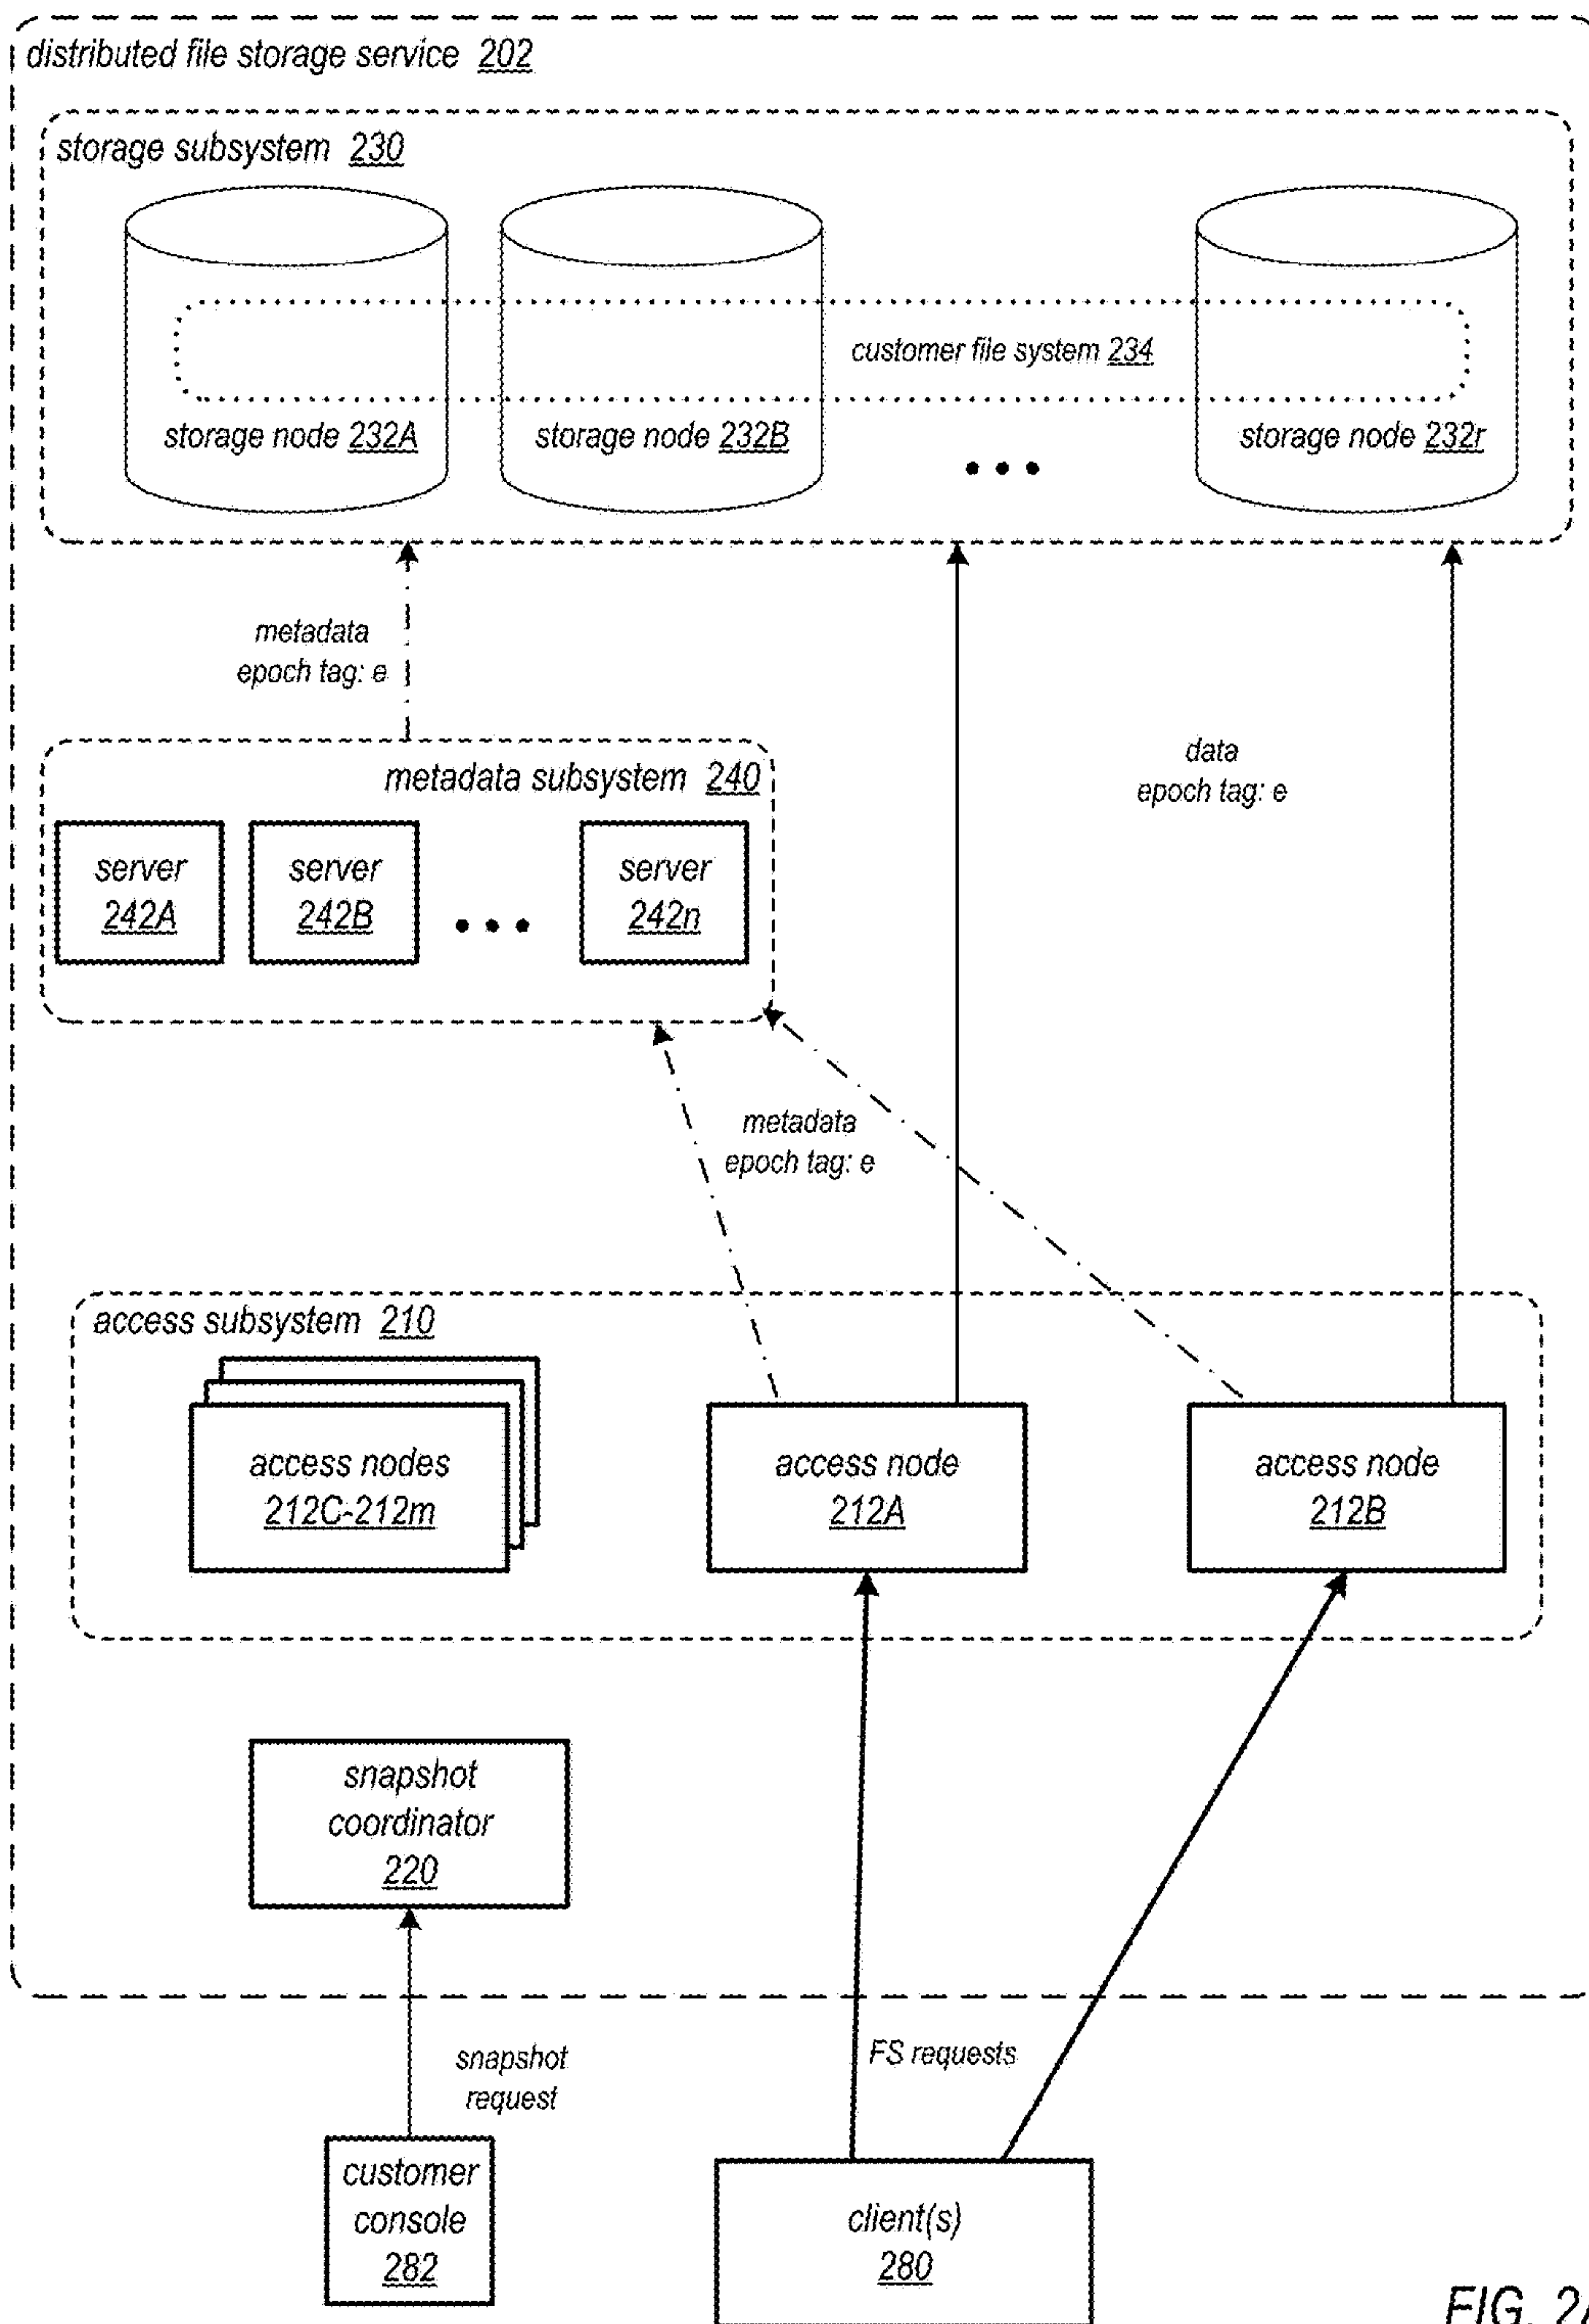 distributed file storage service 202
storage subsystem 230
customer file system 234
storage node 232A
storage node 232B
storage node 232r
metadata
epoch tag: e
data
epoch tag: e
metadata subsystem 240
server
242A
server
242B
server
242n
metadata
epoch tag: e
access subsystem 210
access nodes
212C-212m
access node
212A
access node
212B
snapshot
coordinator
220
snapshot
request
FS requests
customer
console
282
client(s)
280
FIG.